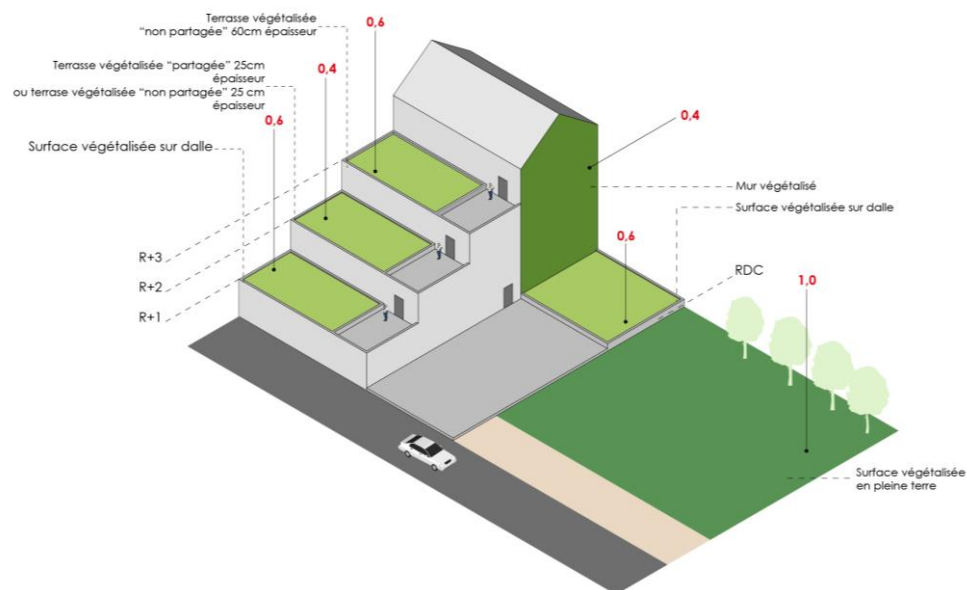 Terrasse végétalisée
“non partagée” 60cm épaisseur
0,6
Terrasse végétalisée “partagée” 25cm
épaisseur
ou terrase végétalisée “non partagée” 25 cm
épaisseur
0,4
0,6
Surface végétalisée sur dalle
0,4
Mur végétalisé
Surface végétalisée sur dalle
0,6
RDC
1,0
R+3
R+2
R+1
Surface végétalisée
en pleine terre